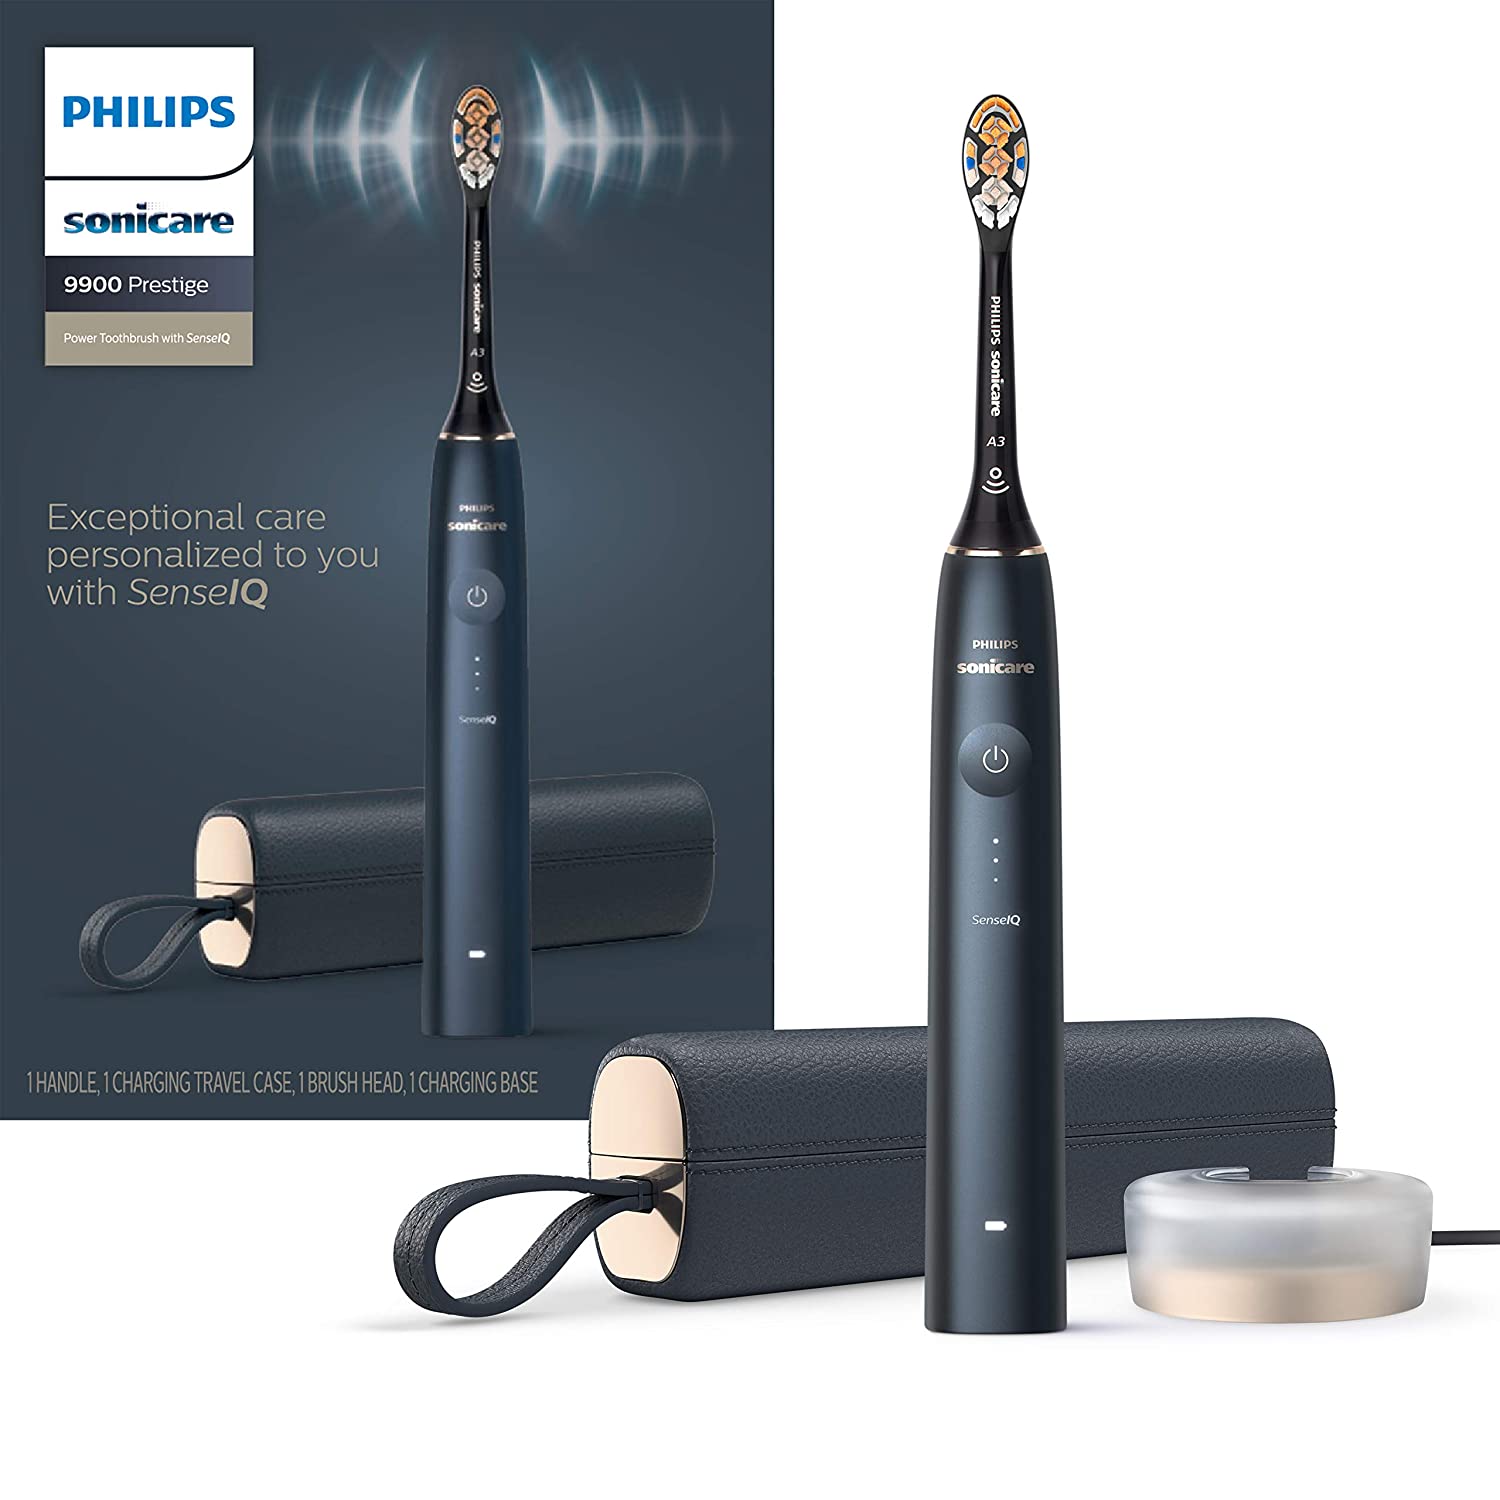 PHILIPS
sonicare
9900 Prestige
Power Toothbrush with SenseIQ
Exceptional care
personalized to you
with SenseIQ
PHILIPS sonicare
A3
PHILIPS
sonicare
SenseIQ
1 HANDLE, 1 CHARGING TRAVEL CASE, 1 BRUSH HEAD, 1 CHARGING BASE
PHILIPS sonicare
A3
PHILIPS
sonicare
SenseIQ